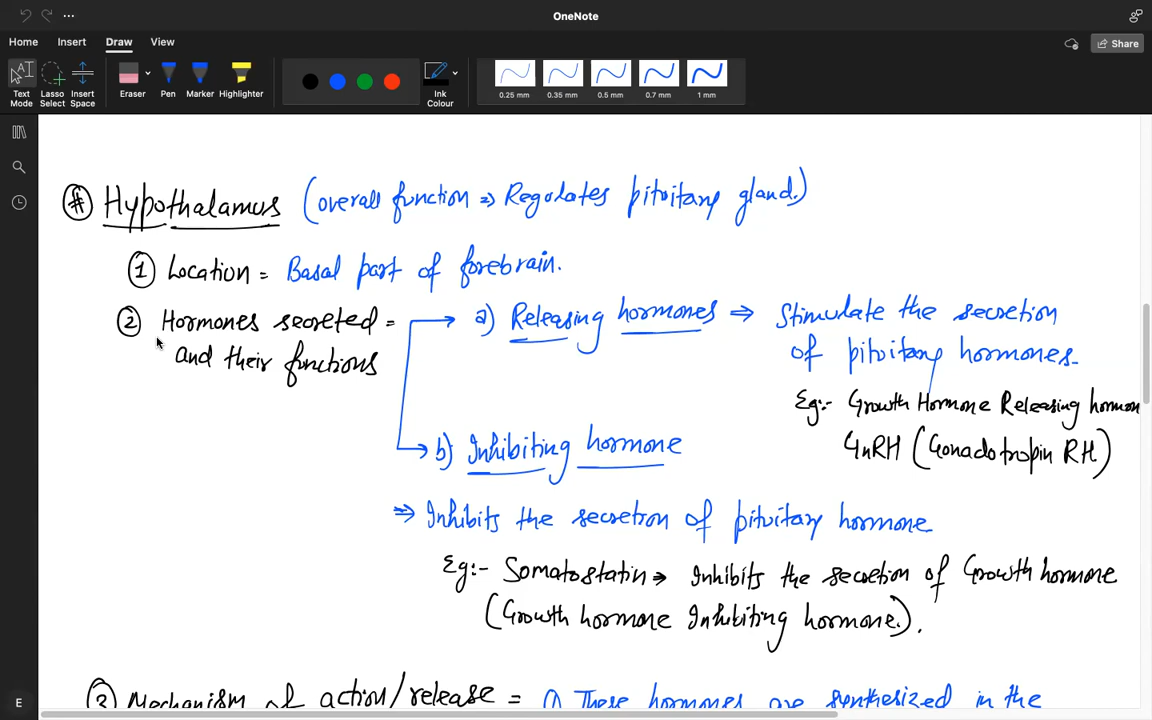 OneNote
Home Insert Draw View
Share
Text Mode
Lasso Select
Insert Space
Eraser
Pen
Marker
Highlighter
Ink Colour
0.25 mm
0.35 mm
0.5 mm
0.7 mm
1 mm
# Hypothalamus (overall function ⇒ Regulates pituitary gland.)
① Location = Basal part of forebrain.
② Hormones secreted =
and their functions
a) Releasing hormones ⇒ Stimulate the secretion
of pituitary hormones.
Eg:- Growth Hormone Releasing hormon
GnRH (Gonadotropin RH.)
b) Inhibiting hormone
⇒ Inhibits the secretion of pituitary hormone
Eg:- Somatostatin → Inhibits the secretion of Growth hormone
(Growth hormone Inhibiting hormone.).
③ Mechanism of action/release = ① These hormones are synthesized in the
E